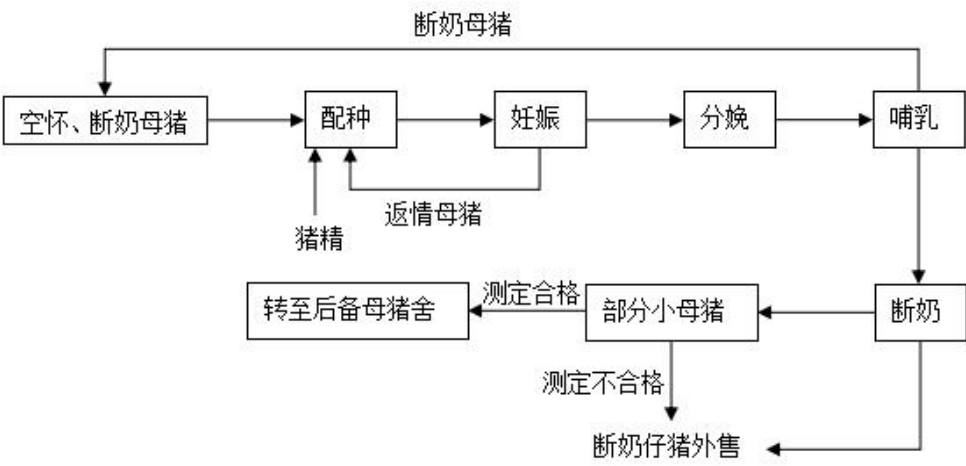 断奶母猪
空怀、断奶母猪
配种
妊娠
分娩
哺乳
返情母猪
猪精
转至后备母猪舍
测定合格
部分小母猪
断奶
测定不合格
断奶仔猪外售